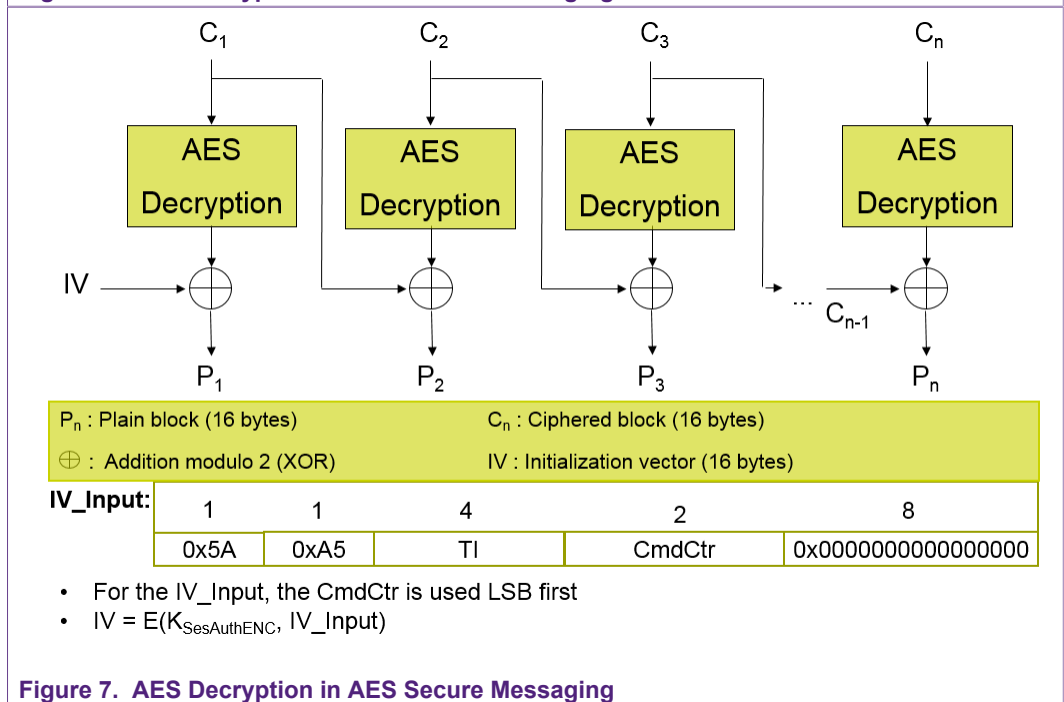 C1 C2 C3 Cn
AES AES AES AES
Decryption Decryption Decryption Decryption
IV
...
Cn-1
P1 P2 P3 Pn
Pn : Plain block (16 bytes) Cn : Ciphered block (16 bytes)
⊕ : Addition modulo 2 (XOR) IV : Initialization vector (16 bytes)
IV_Input: 1 1 4 2 8
0x5A 0xA5 TI CmdCtr 0x0000000000000000
• For the IV_Input, the CmdCtr is used LSB first
• IV = E(KSesAuthENC, IV_Input)
Figure 7. AES Decryption in AES Secure Messaging